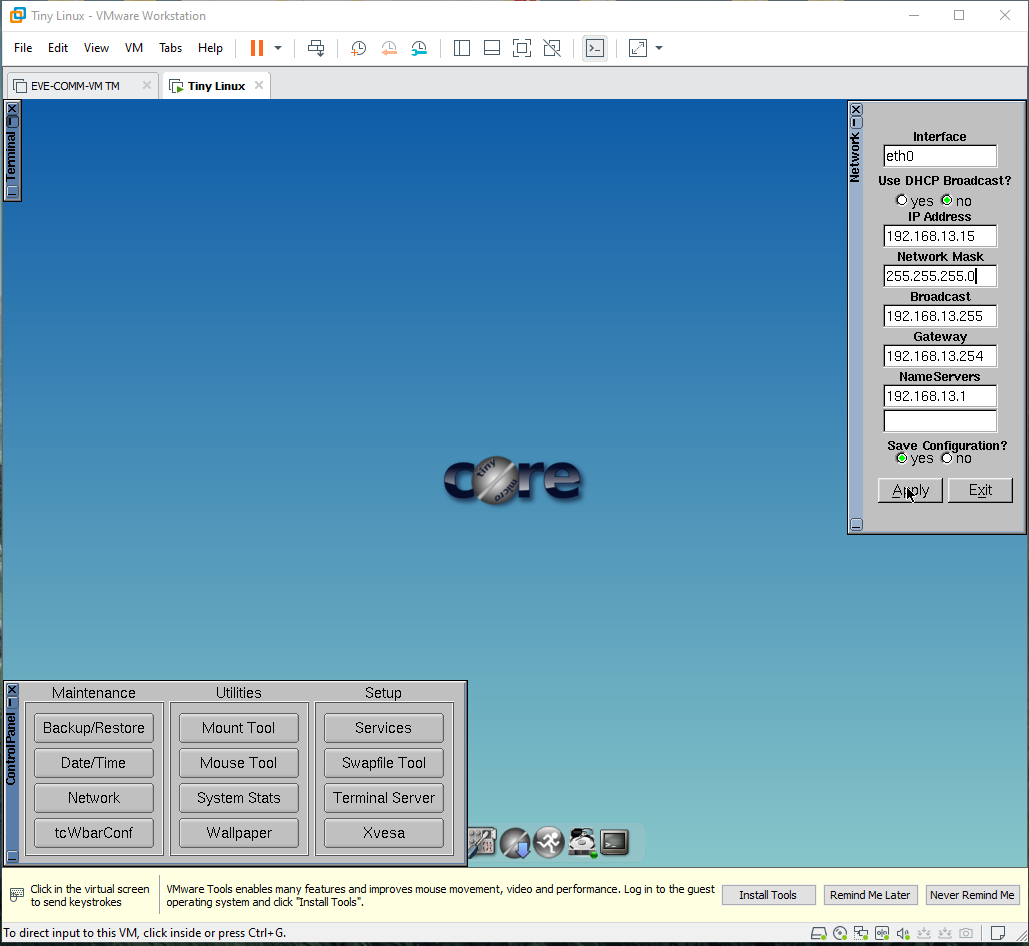 Tiny Linux - VMware Workstation
File Edit View VM Tabs Help
EVE-COMM-VM TM
Tiny Linux
Terminal
Network
Interface
eth0
Use DHCP Broadcast?
yes no
IP Address
192.168.13.15
Network Mask
255.255.255.0
Broadcast
192.168.13.255
Gateway
192.168.13.254
NameServers
192.168.13.1
Save Configuration?
yes no
Apply Exit
core
tiny
micro
ControlPanel
Maintenance Utilities Setup
Backup/Restore Mount Tool Services
Date/Time Mouse Tool Swapfile Tool
Network System Stats Terminal Server
tcWbarConf Wallpaper Xvesa
Click in the virtual screen
to send keystrokes
VMware Tools enables many features and improves mouse movement, video and performance. Log in to the guest
operating system and click "Install Tools".
Install Tools Remind Me Later Never Remind Me
To direct input to this VM, click inside or press Ctrl+G.